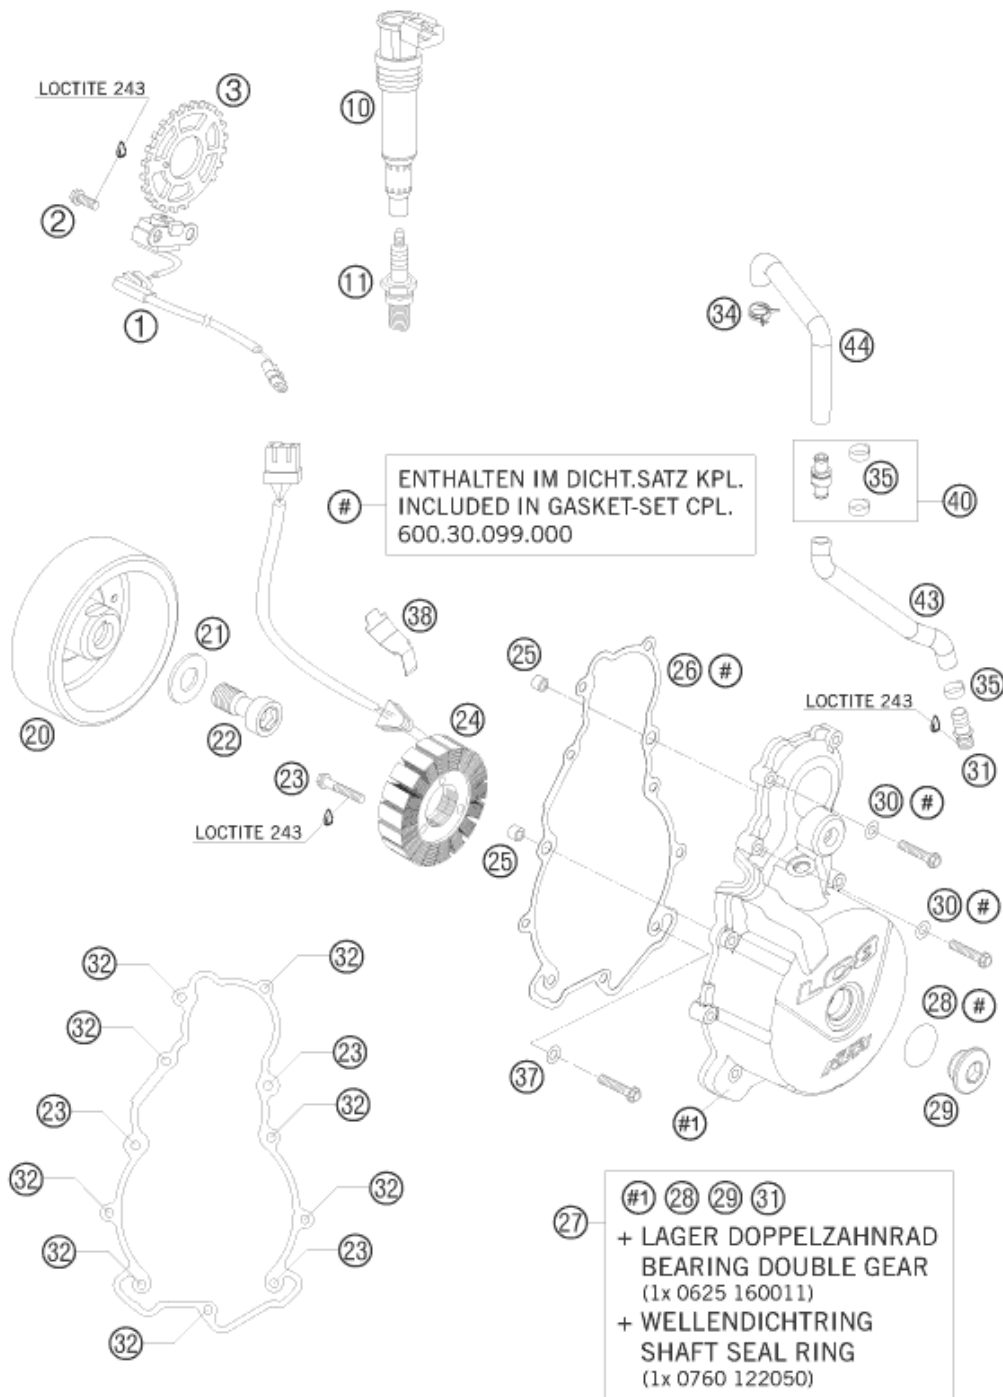 LOCTITE 243
3
10
2
11
1
34
44
35
40
#
ENTHALTEN IM DICHT.SATZ KPL.
INCLUDED IN GASKET-SET CPL.
600.30.099.000
43
38
21
25
26 #
35
LOCTITE 243
20
22
24
31
23
30 #
LOCTITE 243
25
30 #
LC8
32
32
28 #
32
23
KTM
37
29
23
32
#1
32
32
27
#1 28 29 31
+ LAGER DOPPELZAHNRAD
BEARING DOUBLE GEAR
(1x 0625 160011)
+ WELLENDICHTRING
SHAFT SEAL RING
(1x 0760 122050)
32
23
32